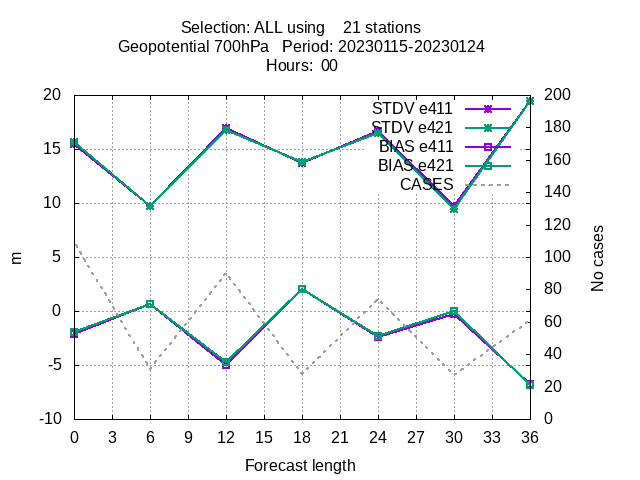 Selection: ALL using 21 stations
Geopotential 700hPa Period: 20230115-20230124
Hours: 00
20
15
10
5
0
-5
-10
m
200
180
160
140
120
100
80
60
40
20
0
No cases
STDV e411
STDV e421
BIAS e411
BIAS e421
CASES
0 3 6 9 12 15 18 21 24 27 30 33 36
Forecast length